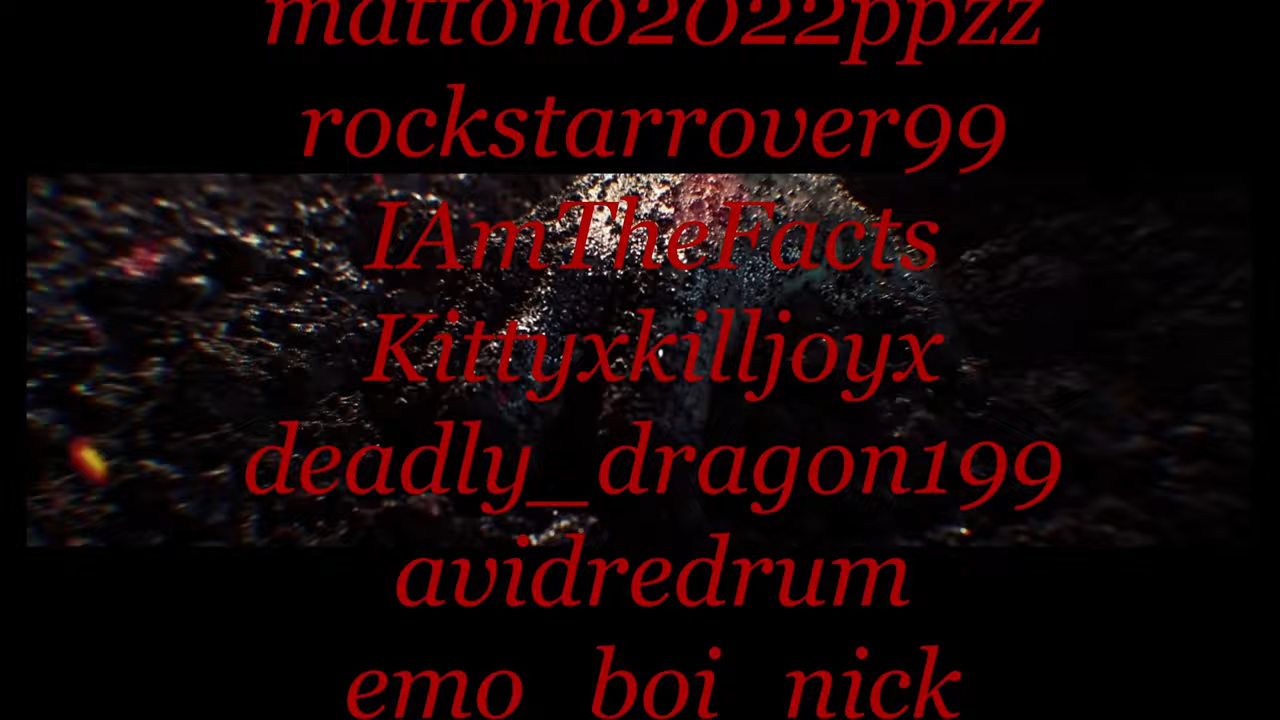 mattono2022ppzz
rockstarrover99
IAmTheFacts
Kittyxkilljoyx
deadly_dragon199
avidredrum
emo boi nick